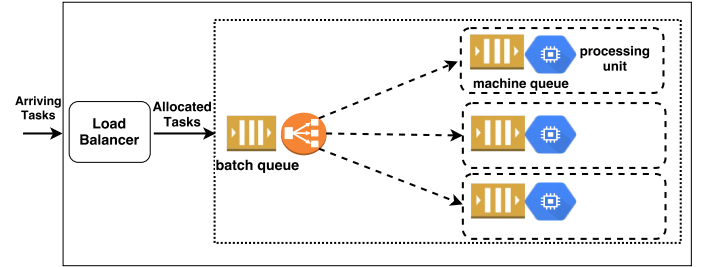 Arriving
Tasks
Load
Balancer
Allocated
Tasks
batch queue
processing
unit
machine queue